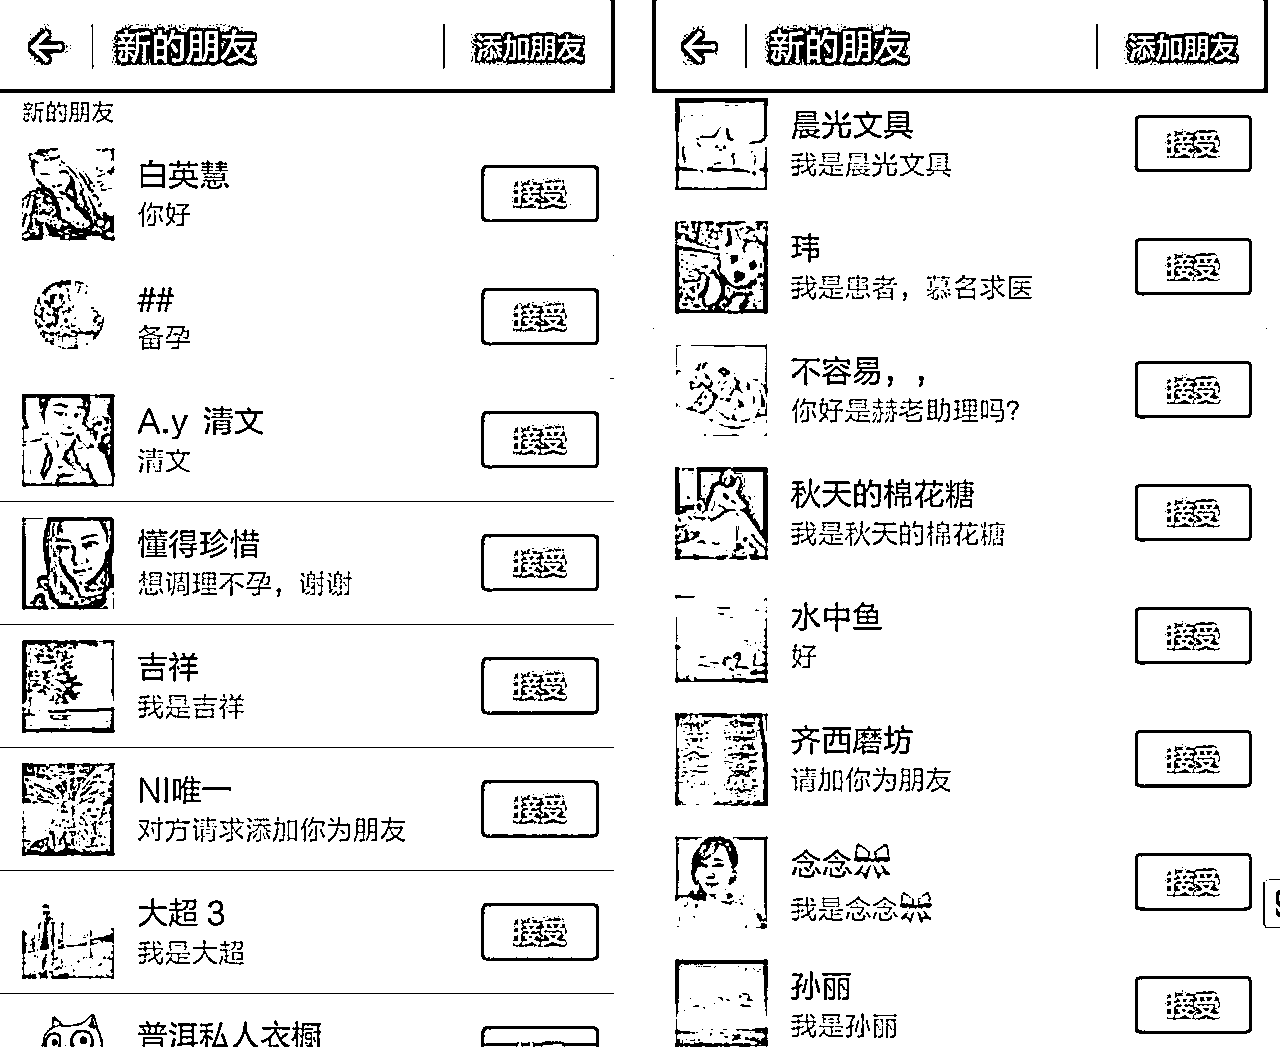 新的朋友
添加朋友
新的朋友
白英慧
你好
接受
##
备孕
接受
A.y 清文
清文
接受
懂得珍惜
想调理不孕，谢谢
接受
吉祥
我是吉祥
接受
NI唯一
对方请求添加你为朋友
接受
大超 3
我是大超
接受
普洱私人衣橱
新的朋友
添加朋友
晨光文具
我是晨光文具
接受
玮
我是患者，慕名求医
接受
不容易，，
你好是赫老助理吗?
接受
秋天的棉花糖
我是秋天的棉花糖
接受
水中鱼
好
接受
齐西磨坊
请加你为朋友
接受
念念🎀
我是念念🎀
接受
孙丽
我是孙丽
接受